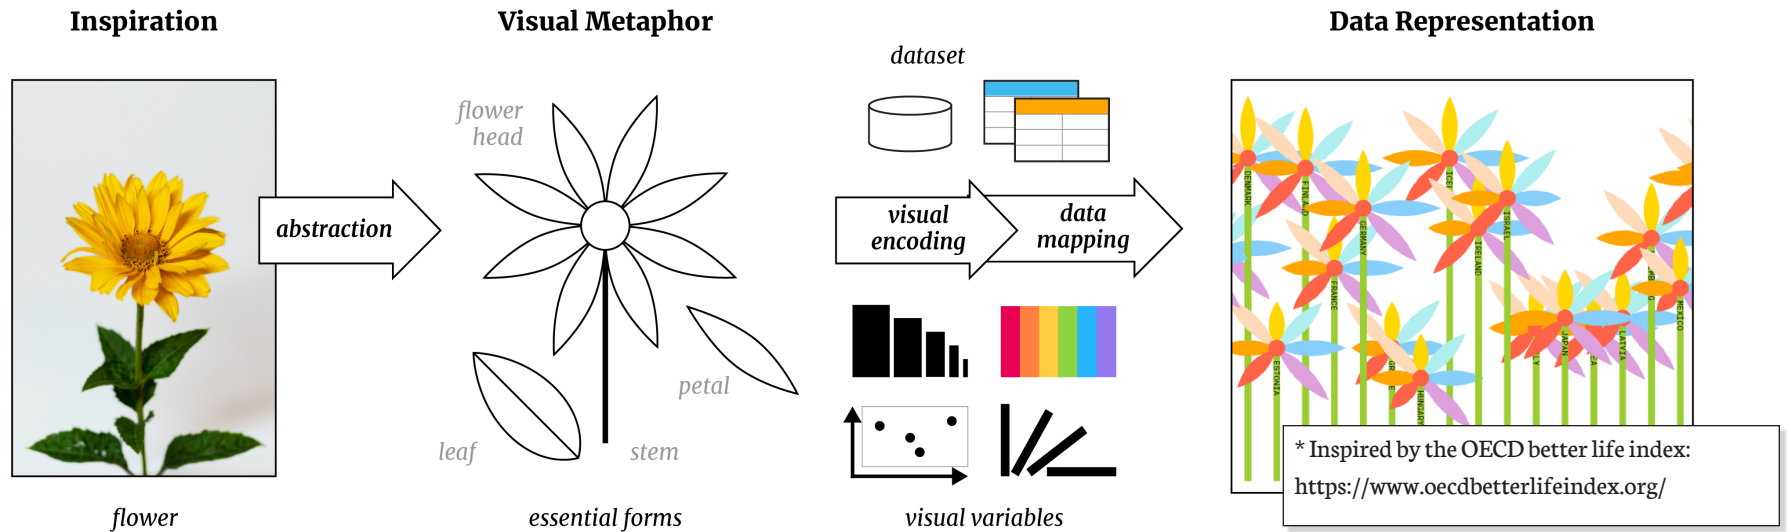 Inspiration
Visual Metaphor
Data Representation
dataset
flower
head
abstraction
visual
encoding
data
mapping
petal
leaf
stem
DENMARK
FINLAND
GERMANY
ISRAEL
IRELAND
FRANCE
MEXICO
ESTONIA
JAPAN
LATVIA
HUNGARY
* Inspired by the OECD better life index:
https://www.oecdbetterlifeindex.org/
flower
essential forms
visual variables